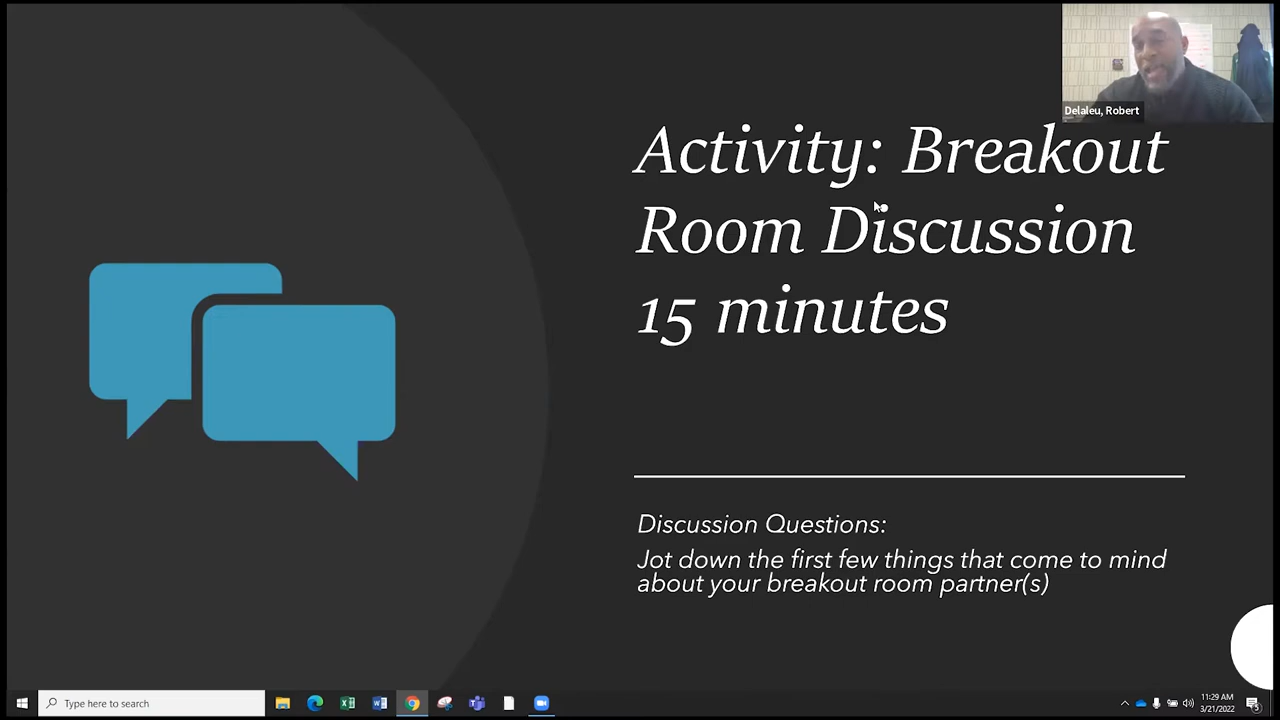 Delaleu, Robert
Activity: Breakout
Room Discussion
15 minutes
Discussion Questions:
Jot down the first few things that come to mind
about your breakout room partner(s)
Type here to search
11:29 AM
3/21/2022